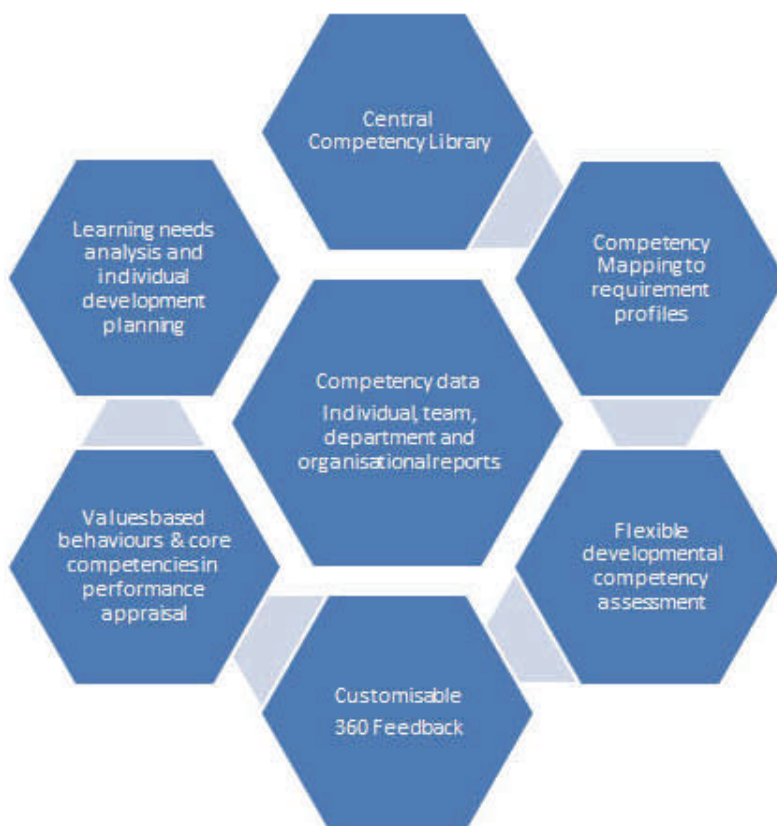 Central
Competency Library
Competency
Mapping to
requirement
profiles
Flexible
developmental
competency
assessment
Customisable
360 Feedback
Values based
behaviours & core
competencies in
performance
appraisal
Learning needs
analysis and
individual
development
planning
Competency data
Individual, team,
department and
organisational reports